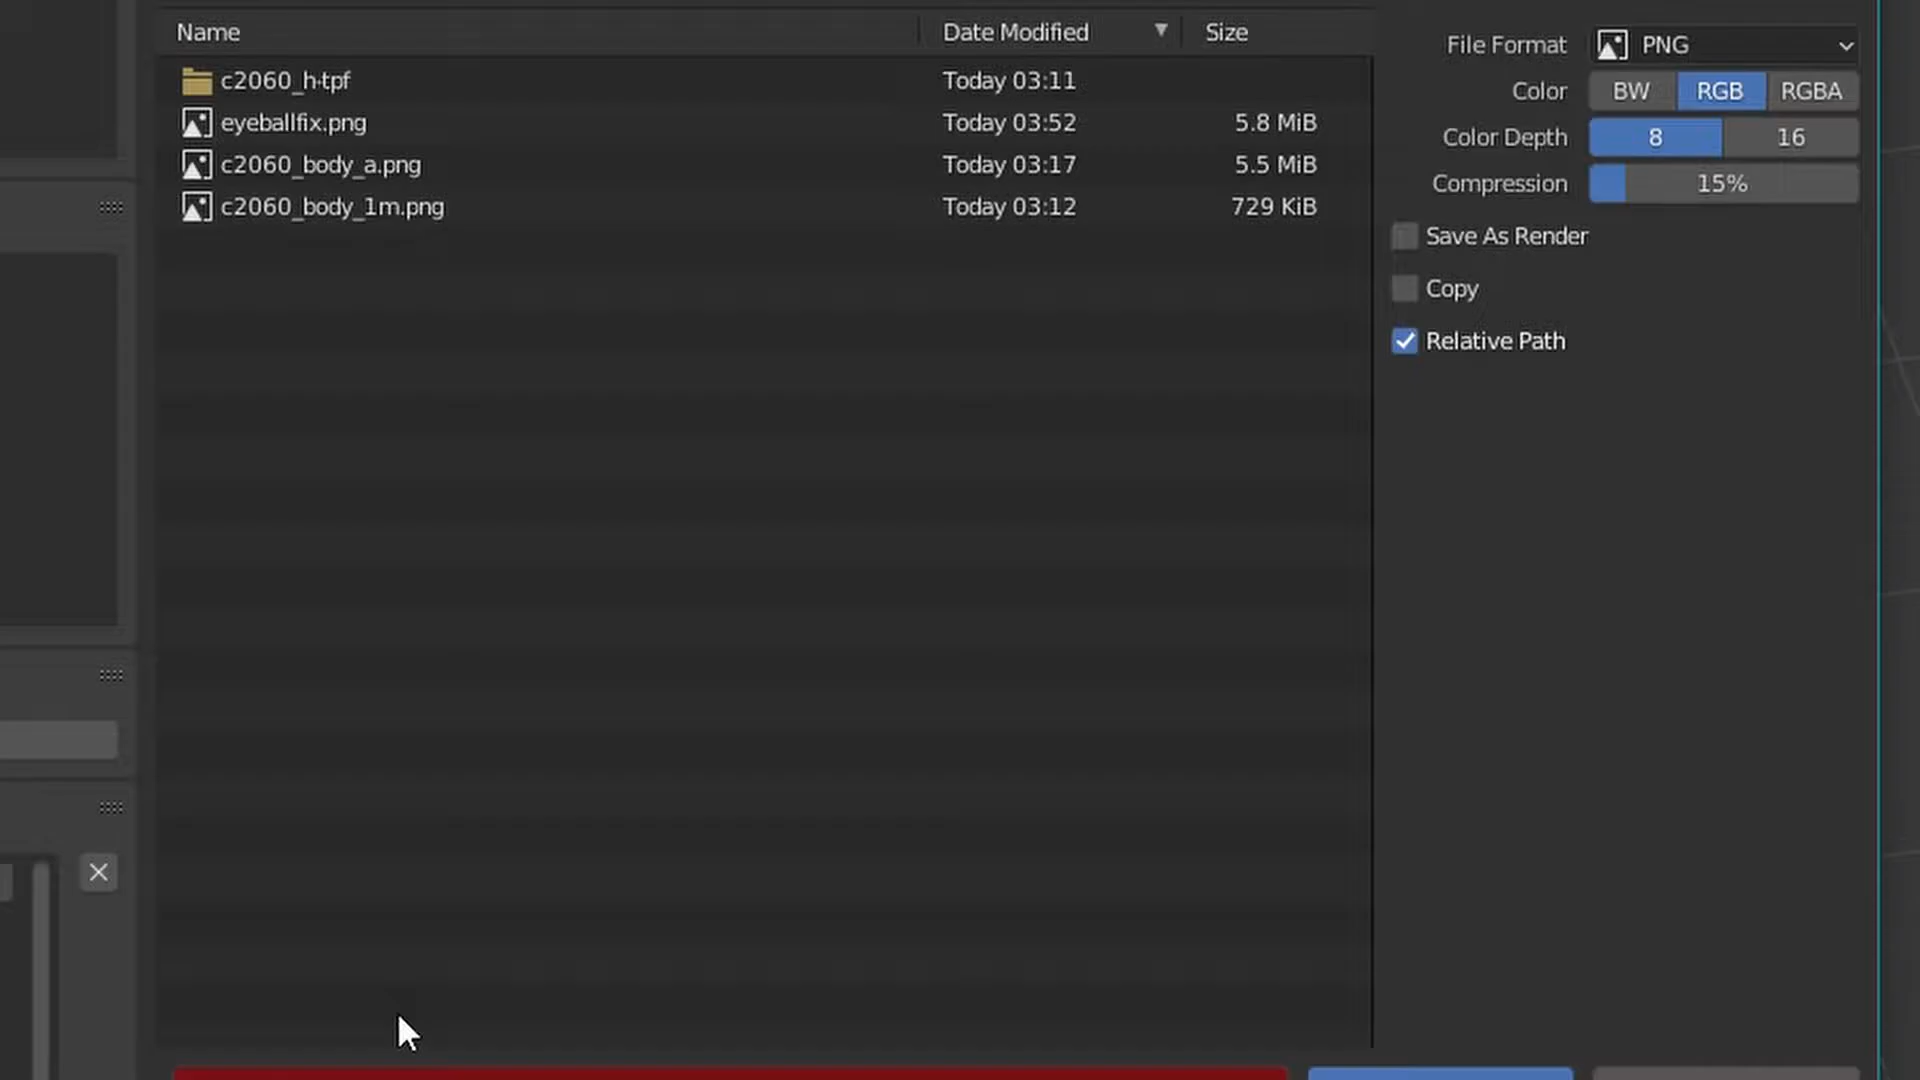 Name Date Modified Size
c2060_h-tpf Today 03:11
eyeballfix.png Today 03:52 5.8 MiB
c2060_body_a.png Today 03:17 5.5 MiB
c2060_body_1m.png Today 03:12 729 KiB
File Format PNG
Color BW RGB RGBA
Color Depth 8 16
Compression 15%
Save As Render
Copy
Relative Path